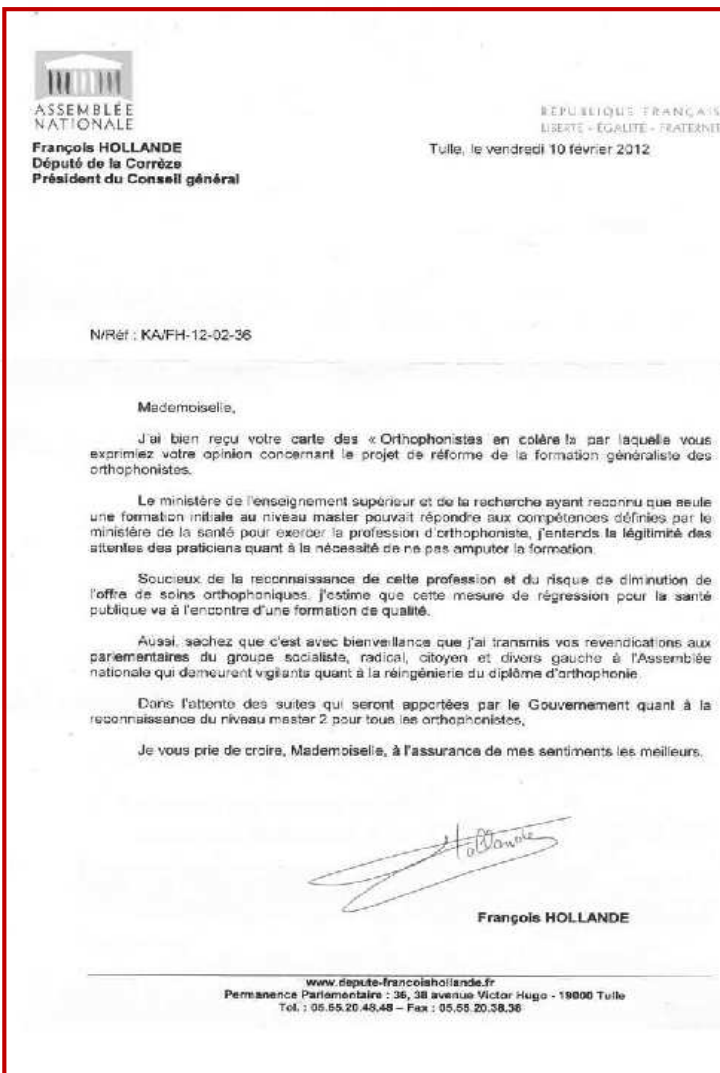 ASSEMBLÉE
NATIONALE
RÉPUBLIQUE FRANÇAIS
LIBERTÉ - ÉGALITÉ - FRATERNIT
François HOLLANDE
Député de la Corrèze
Président du Conseil général
Tulle, le vendredi 10 février 2012
N/Réf : KA/FH-12-02-36
Mademoiselle,
J'ai bien reçu votre carte des « Orthophonistes en colère !» par laquelle vous
exprimiez votre opinion concernant le projet de réforme de la formation généraliste des
orthophonistes.
Le ministère de l'enseignement supérieur et de la recherche ayant reconnu que seule
une formation initiale au niveau master pouvait répondre aux compétences définies par le
ministère de la santé pour exercer la profession d'orthophoniste, j'entends la légitimité des
attentes des praticiens quant à la nécessité de ne pas amputer la formation.
Soucieux de la reconnaissance de cette profession et du risque de diminution de
l'offre de soins orthophoniques, j'estime que cette mesure de régression pour la santé
publique va à l'encontre d'une formation de qualité.
Aussi, sachez que c'est avec bienveillance que j'ai transmis vos revendications aux
parlementaires du groupe socialiste, radical, citoyen et divers gauche à l'Assemblée
nationale qui demeurent vigilants quant à la réingénierie du diplôme d'orthophonie.
Dans l'attente des suites qui seront apportées par le Gouvernement quant à la
reconnaissance du niveau master 2 pour tous les orthophonistes,
Je vous prie de croire, Mademoiselle, à l'assurance de mes sentiments les meilleurs.
Hollande
François HOLLANDE
www.depute-francoishollande.fr
Permanence Parlementaire : 36, 38 avenue Victor Hugo - 19000 Tulle
Tel. : 05.55.20.48.48 – Fax : 05.55.20.38.38